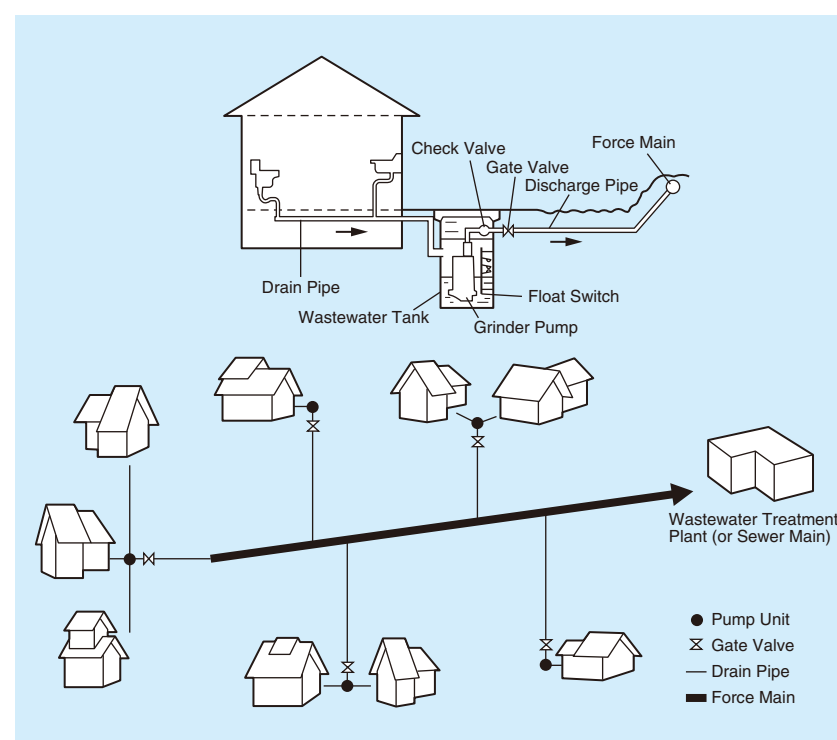 Force Main
Check Valve
Gate Valve
Discharge Pipe
Drain Pipe
Float Switch
Wastewater Tank
Grinder Pump
Wastewater Treatment
Plant (or Sewer Main)
Pump Unit
Gate Valve
Drain Pipe
Force Main